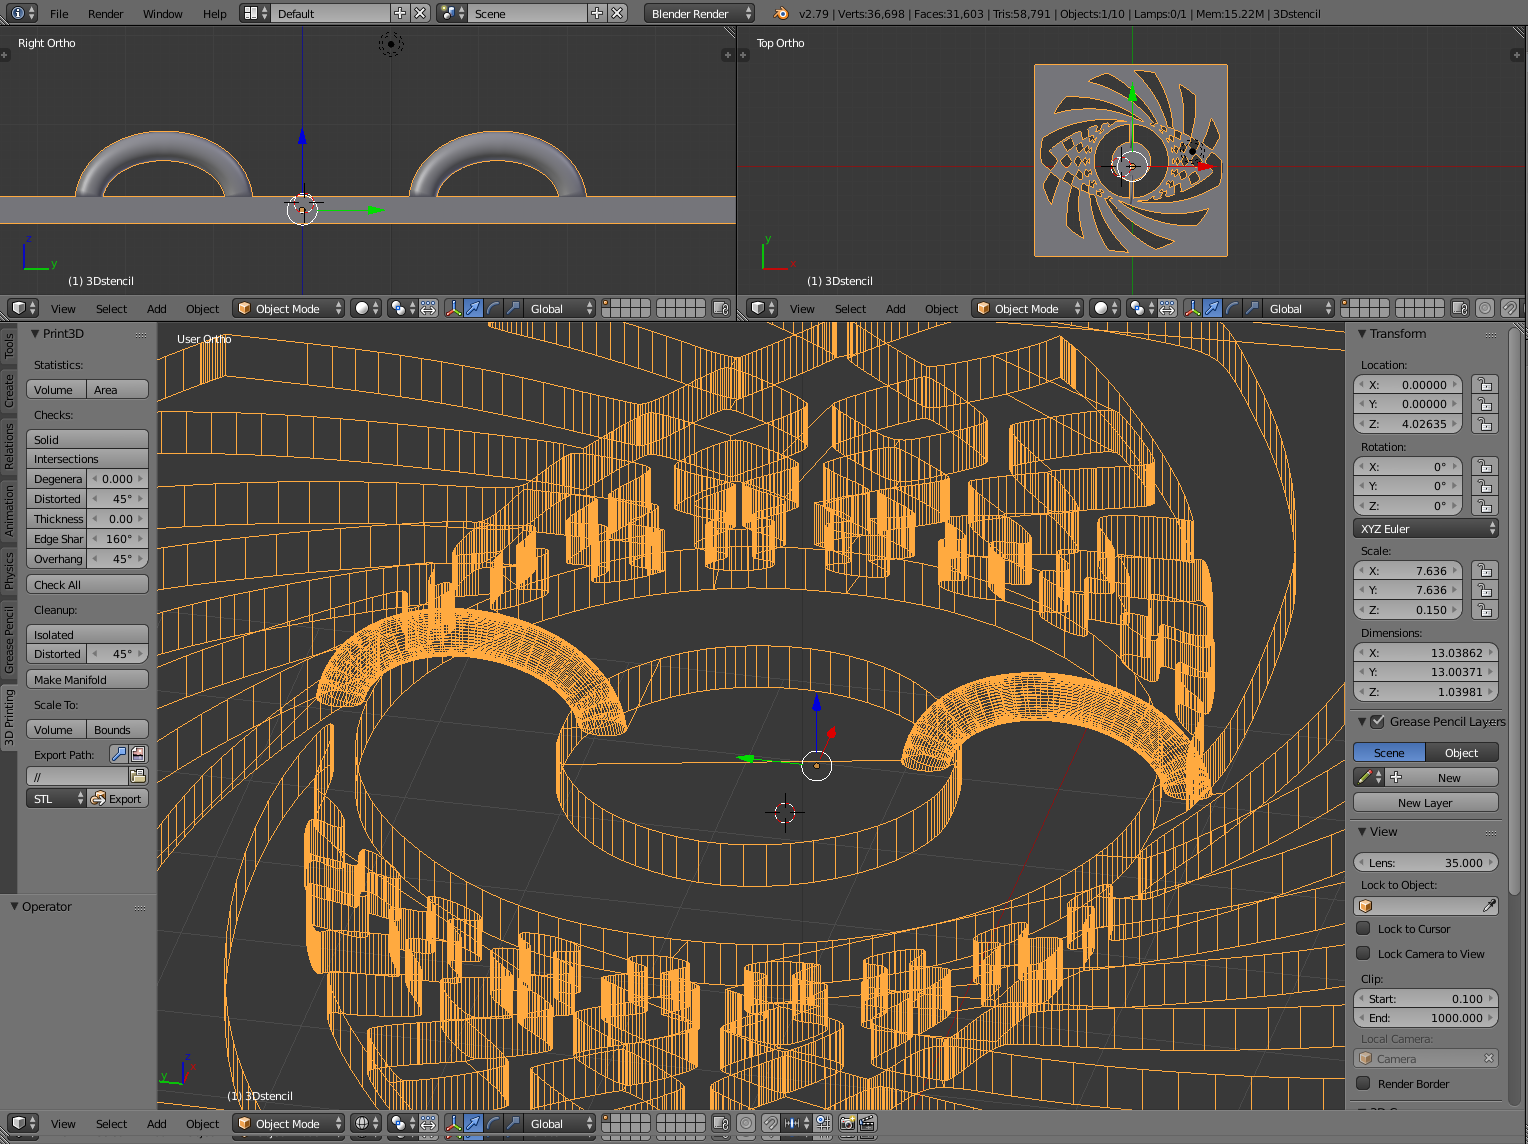 File Render Window Help Default Scene Blender Render v2.79 | Verts:36,698 | Faces:31,603 | Tris:58,791 | Objects:1/10 | Lamps:0/1 | Mem:15.22M | 3Dstencil
Right Ortho
z
y
(1) 3Dstencil
View Select Add Object Object Mode Global
Top Ortho
y
x
(1) 3Dstencil
View Select Add Object Object Mode Global
Tools
Create
Relations
Animation
Physics
Grease Pencil
3D Printing
Print3D
Statistics:
Volume Area
Checks:
Solid
Intersections
Degenera 0.000
Distorted 45°
Thickness 0.00
Edge Shar 160°
Overhang 45°
Check All
Cleanup:
Isolated
Distorted 45°
Make Manifold
Scale To:
Volume Bounds
Export Path:
//
STL Export
Operator
User Ortho
z
y
(1) 3Dstencil
Transform
Location:
X: 0.00000
Y: 0.00000
Z: 4.02635
Rotation:
X: 0°
Y: 0°
Z: 0°
XYZ Euler
Scale:
X: 7.636
Y: 7.636
Z: 0.150
Dimensions:
X: 13.03862
Y: 13.00371
Z: 1.03981
Grease Pencil Layers
Scene Object
New
New Layer
View
Lens: 35.000
Lock to Object:
Lock to Cursor
Lock Camera to View
Clip:
Start: 0.100
End: 1000.000
Local Camera:
Camera
Render Border
View Select Add Object Object Mode Global